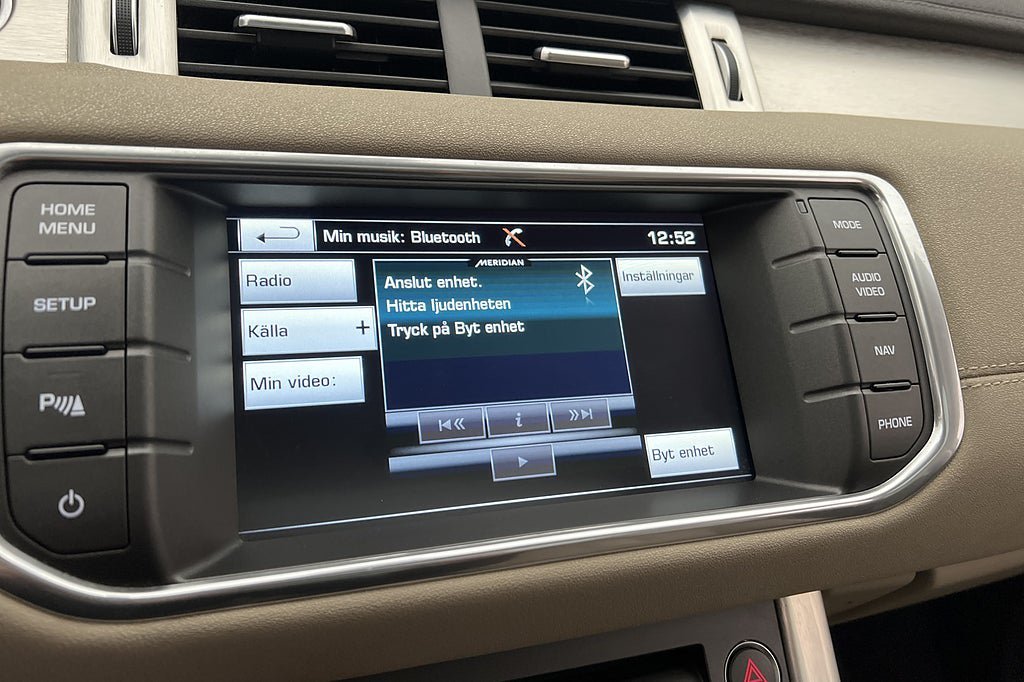 HOME
MENU
SETUP
P
MODE
AUDIO
VIDEO
NAV
PHONE
Min musik: Bluetooth
12:52
MERIDIAN
Radio
Källa +
Min video:
Anslut enhet.
Hitta ljudenheten
Tryck på Byt enhet
Inställningar
i
Byt enhet